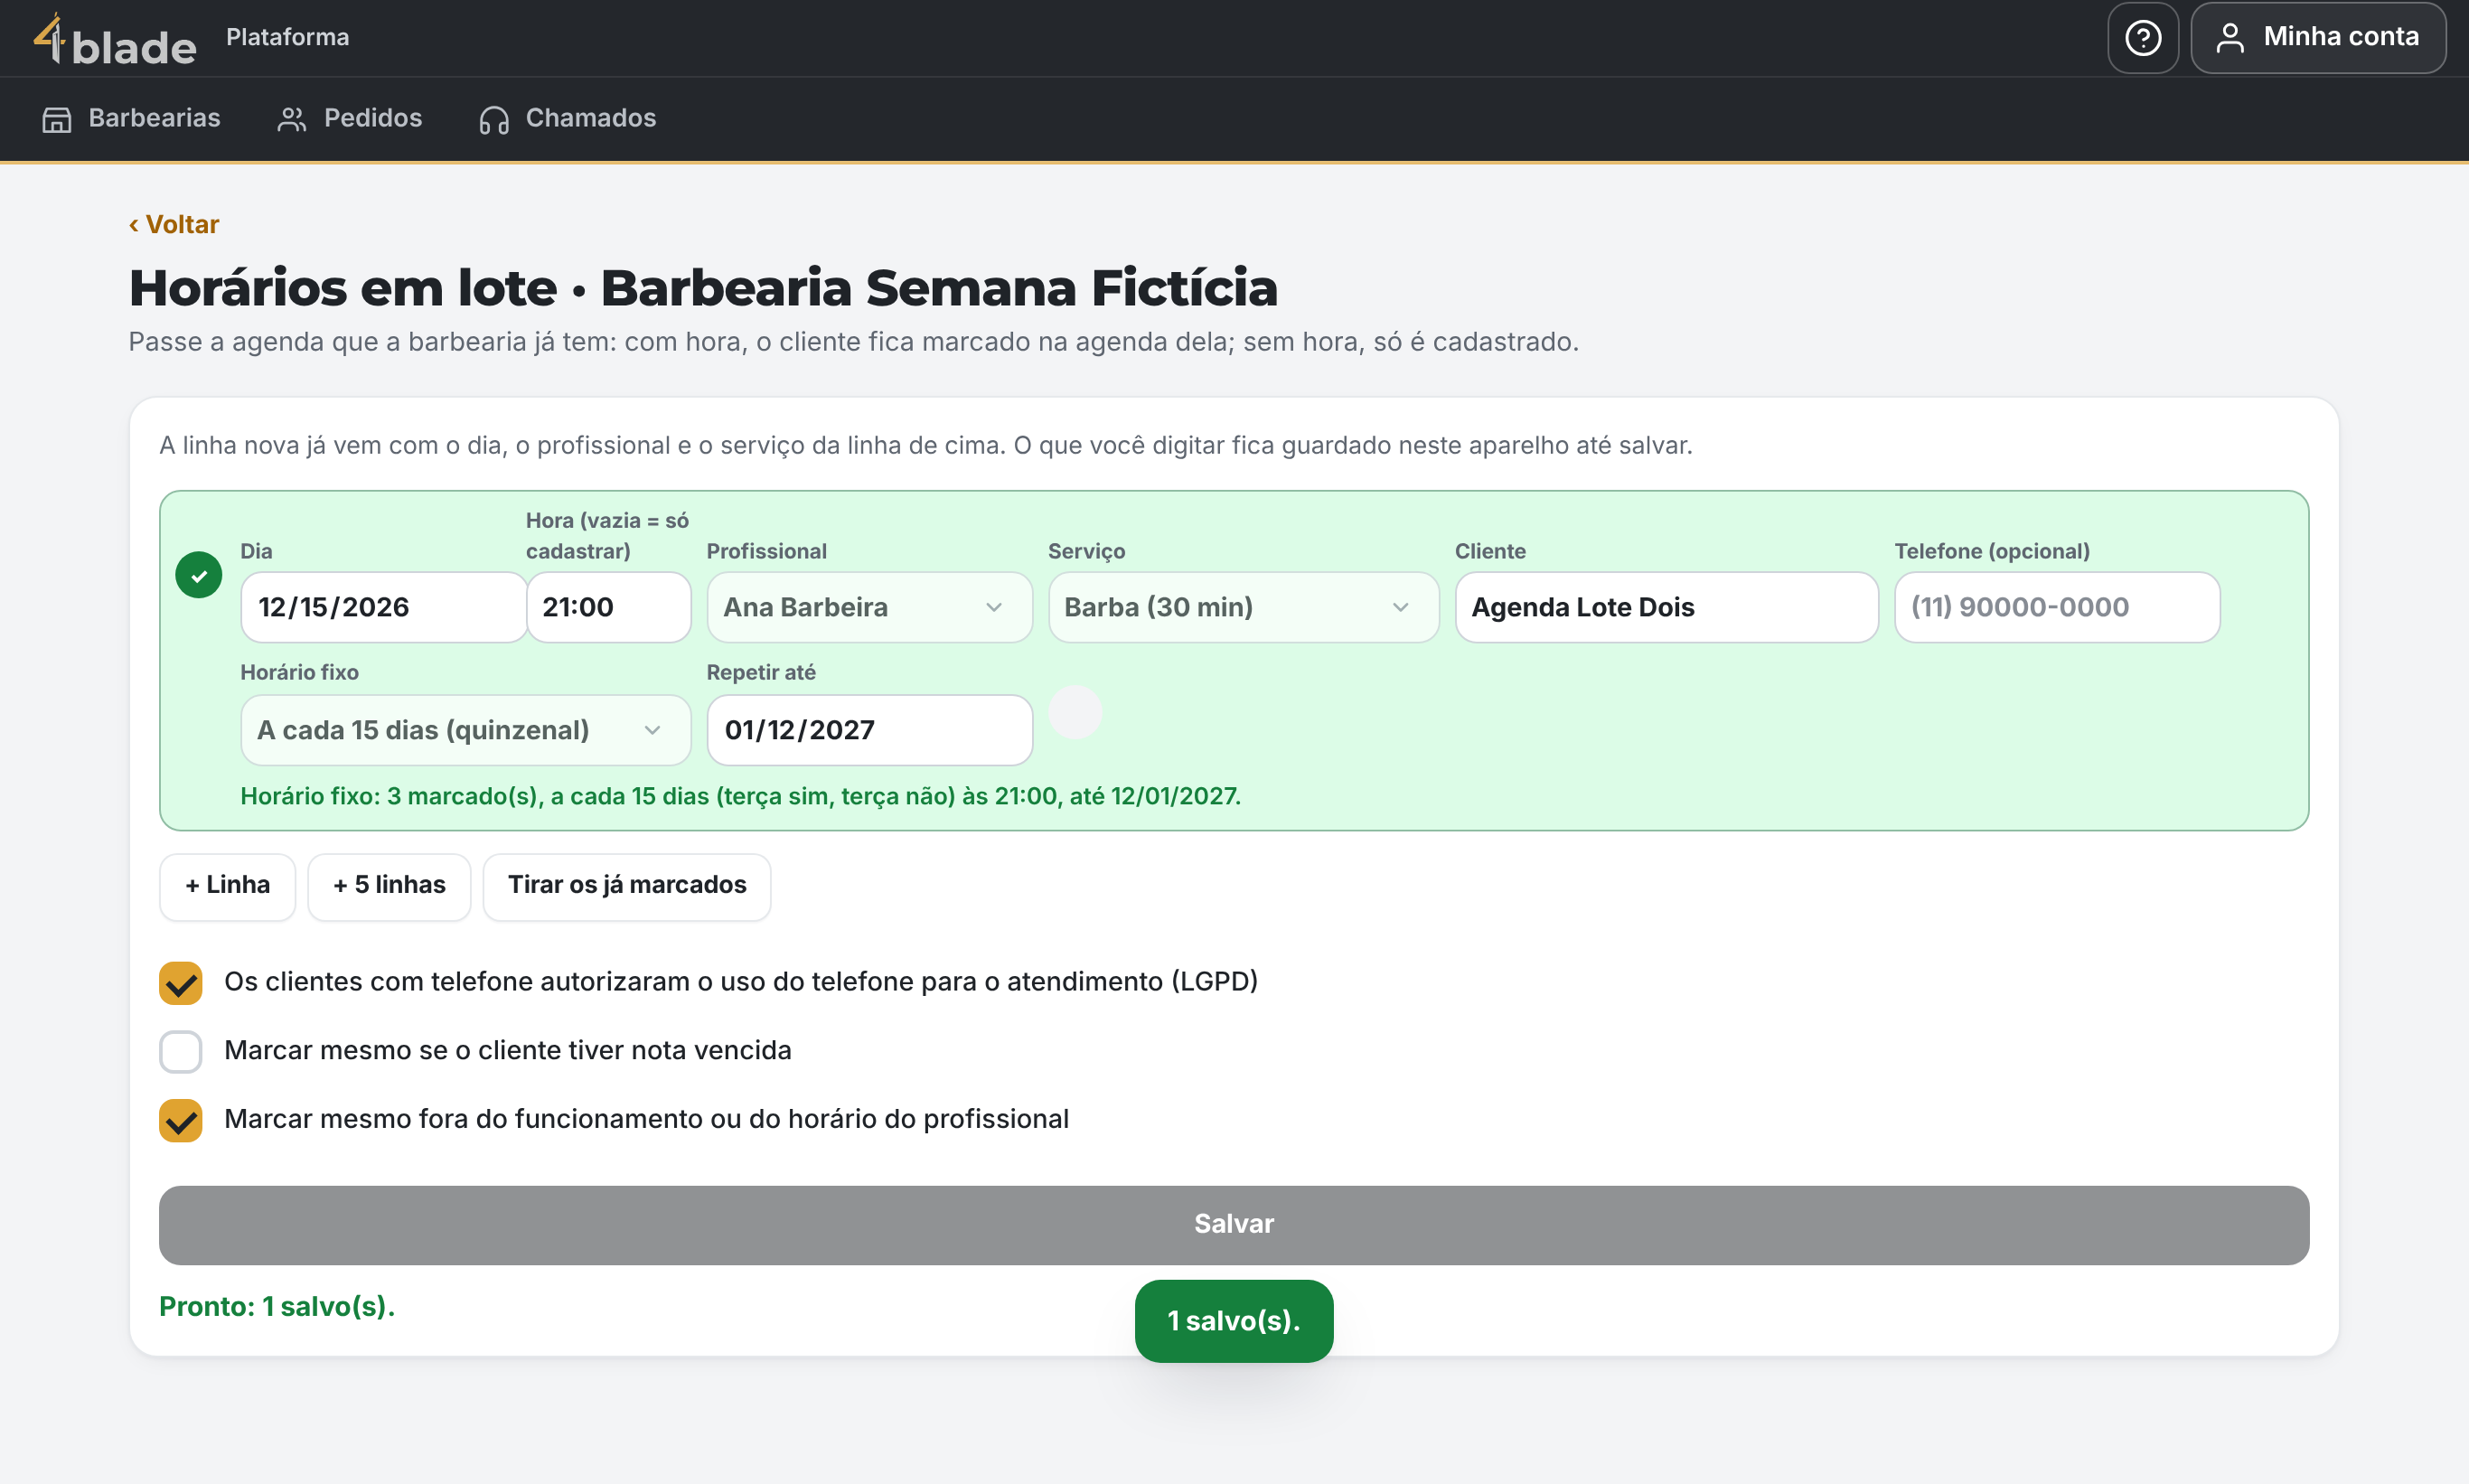 4blade Plataforma Minha conta
Barbearias Pedidos Chamados
‹ Voltar
Horários em lote • Barbearia Semana Fictícia
Passe a agenda que a barbearia já tem: com hora, o cliente fica marcado na agenda dela; sem hora, só é cadastrado.
A linha nova já vem com o dia, o profissional e o serviço da linha de cima. O que você digitar fica guardado neste aparelho até salvar.
Dia
Hora (vazia = só
cadastrar)
Profissional
Serviço
Cliente
Telefone (opcional)
12/15/2026
21:00
Ana Barbeira
Barba (30 min)
Agenda Lote Dois
(11) 90000-0000
Horário fixo
Repetir até
A cada 15 dias (quinzenal)
01/12/2027
Horário fixo: 3 marcado(s), a cada 15 dias (terça sim, terça não) às 21:00, até 12/01/2027.
+ Linha
+ 5 linhas
Tirar os já marcados
Os clientes com telefone autorizaram o uso do telefone para o atendimento (LGPD)
Marcar mesmo se o cliente tiver nota vencida
Marcar mesmo fora do funcionamento ou do horário do profissional
Salvar
Pronto: 1 salvo(s).
1 salvo(s).